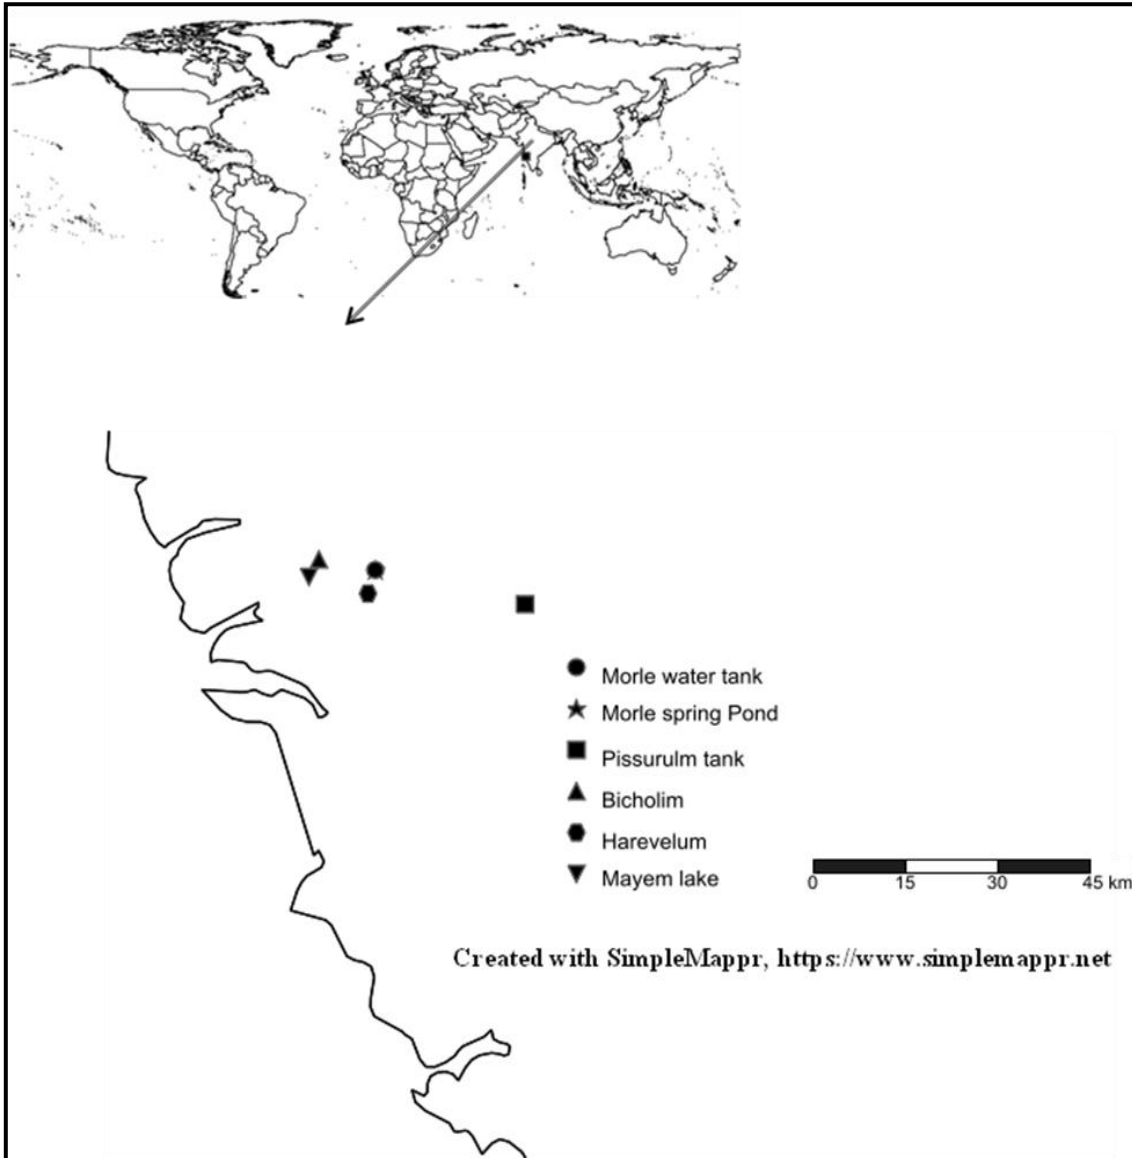 Morle water tank
Morle spring Pond
Pissurulm tank
Bicholim
Harevelum
Mayem lake
0 15 30 45 km
Created with SimpleMappr, https://www.simplemappr.net